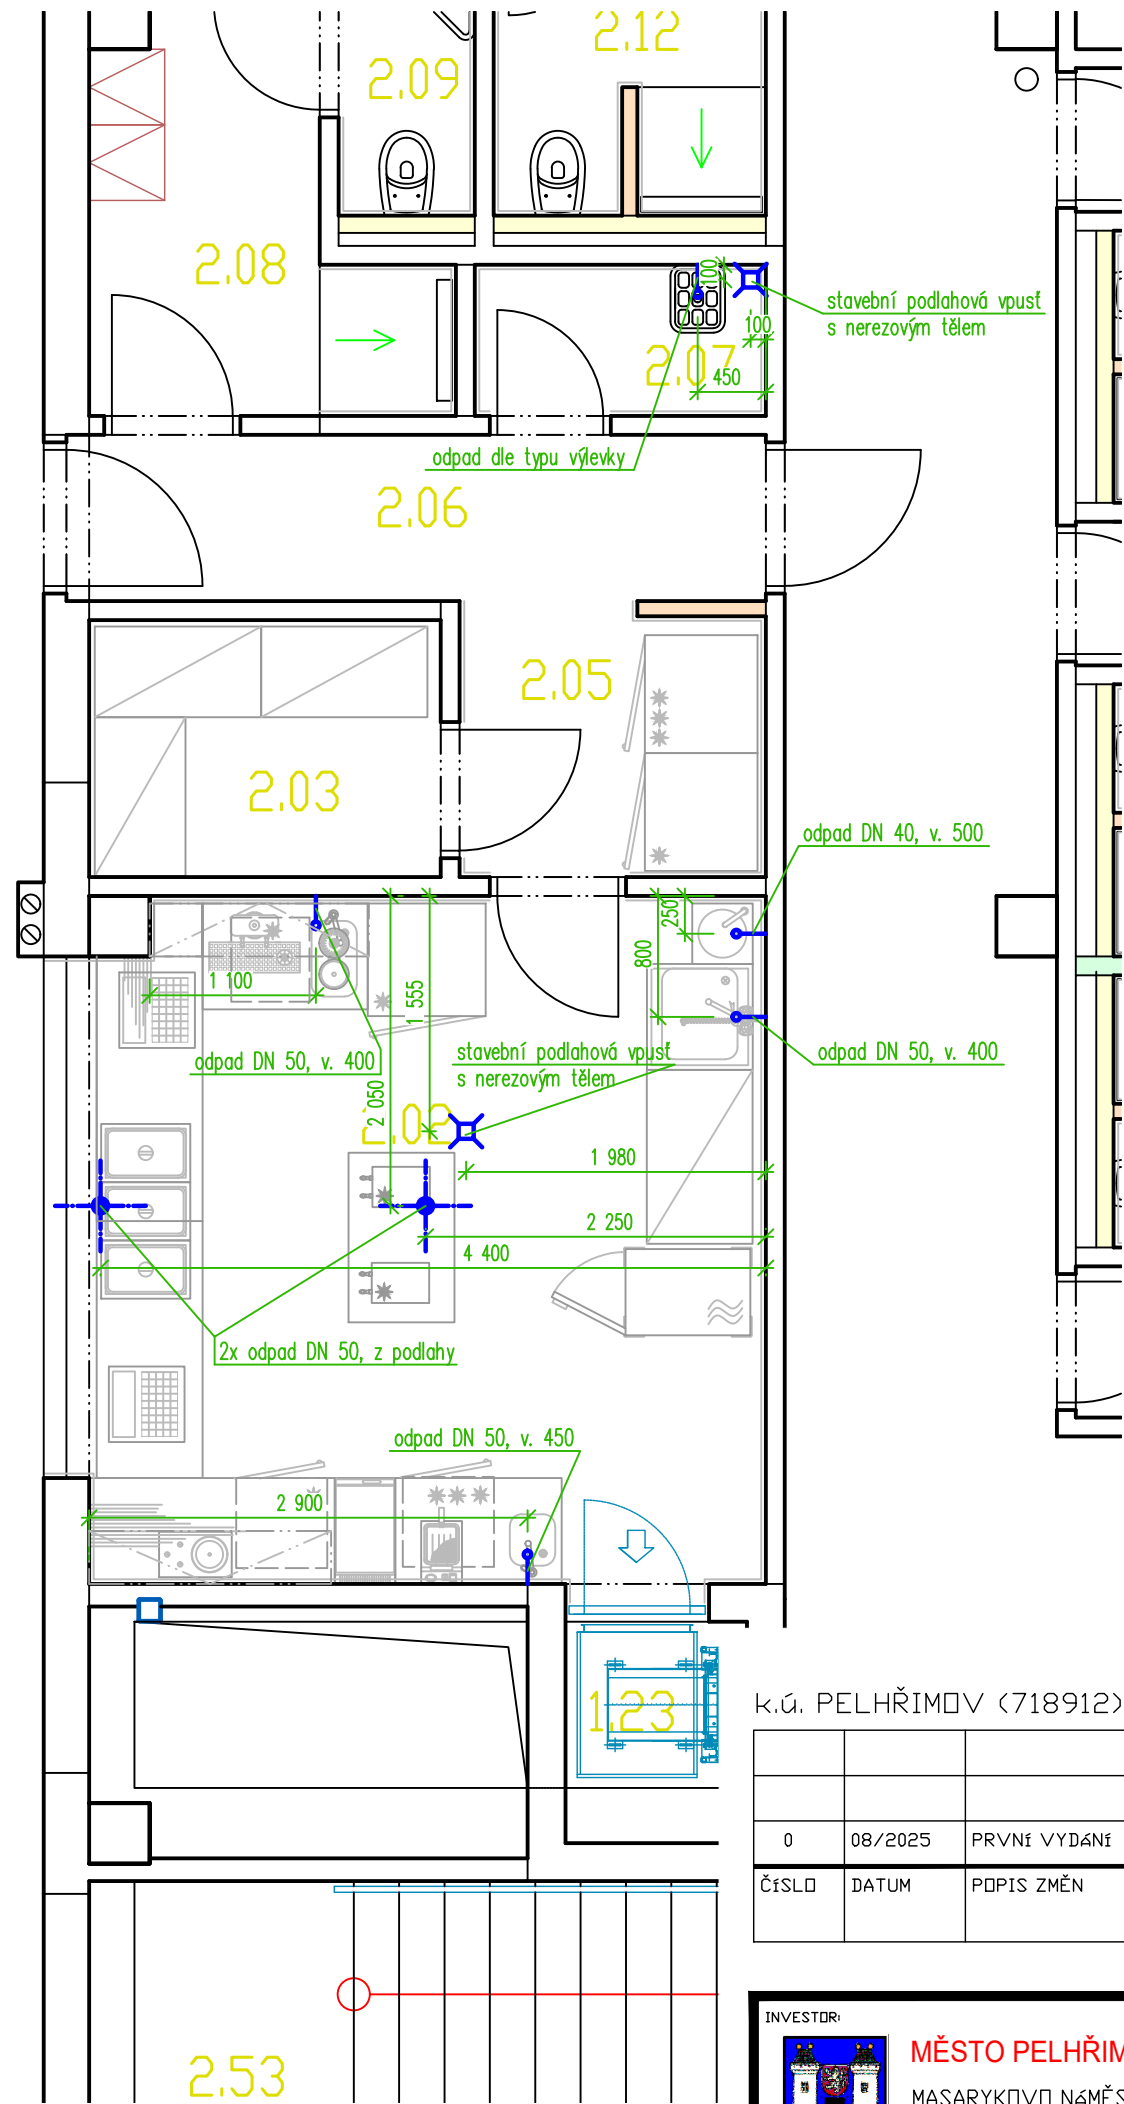 2.12
2.09
2.08
100
stavební podlahová vpusť
s nerezovým tělem
100
2.07
450
odpad dle typu výlevky
2.06
2.05
2.03
odpad DN 40, v. 500
250
800
1 100
1 555
odpad DN 50, v. 400
stavební podlahová vpusť
s nerezovým tělem
odpad DN 50, v. 400
2 050
2.02
1 980
2 250
4 400
2x odpad DN 50, z podlahy
odpad DN 50, v. 450
2 900
1.23
k.ú. PELHŘIMOV (718912)
0 08/2025 PRVNÍ VYDÁNÍ
ČÍSLO DATUM POPIS ZMĚN
INVESTOR:
MĚSTO PELHŘIM
MASARYKOVO NÁMĚS
2.53